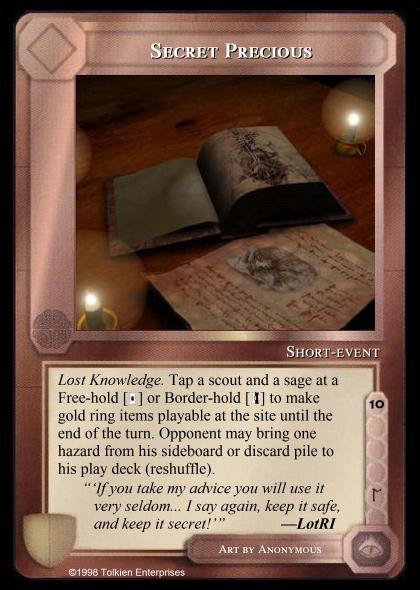 SECRET PRECIOUS
SHORT-EVENT
Lost Knowledge. Tap a scout and a sage at a
Free-hold [ ] or Border-hold [ ] to make
gold ring items playable at the site until the
end of the turn. Opponent may bring one
hazard from his sideboard or discard pile to
his play deck (reshuffle).
“‘If you take my advice you will use it
very seldom... I say again, keep it safe,
and keep it secret!’” —LotRI
10
ART BY ANONYMOUS
©1998 Tolkien Enterprises